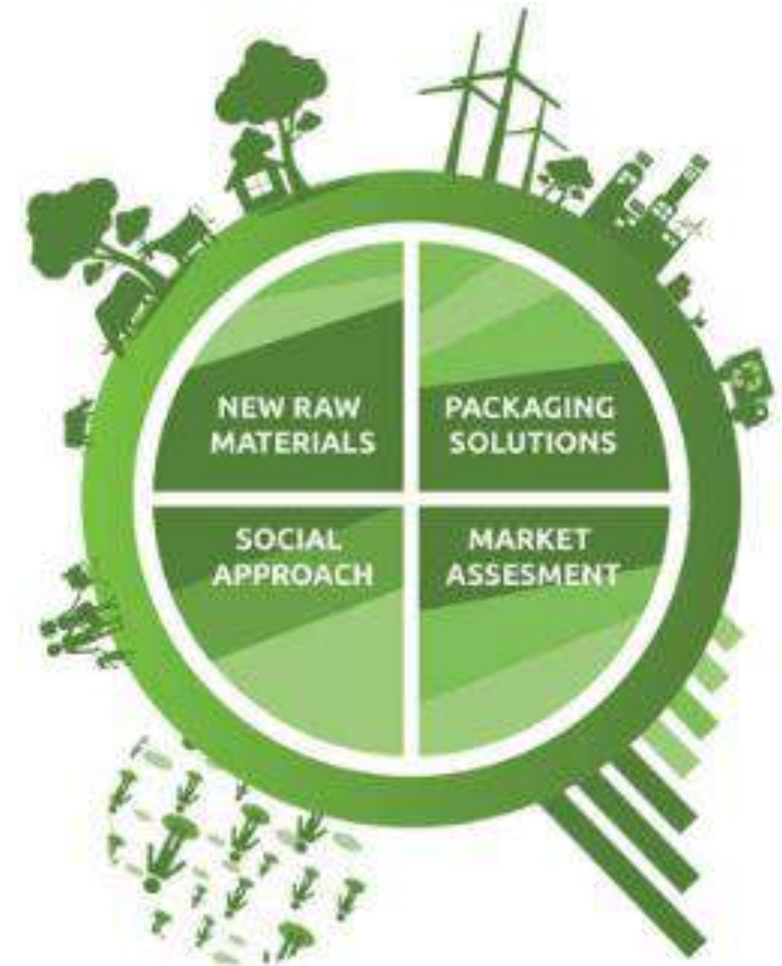 NEW RAW
MATERIALS
PACKAGING
SOLUTIONS
SOCIAL
APPROACH
MARKET
ASSESMENT